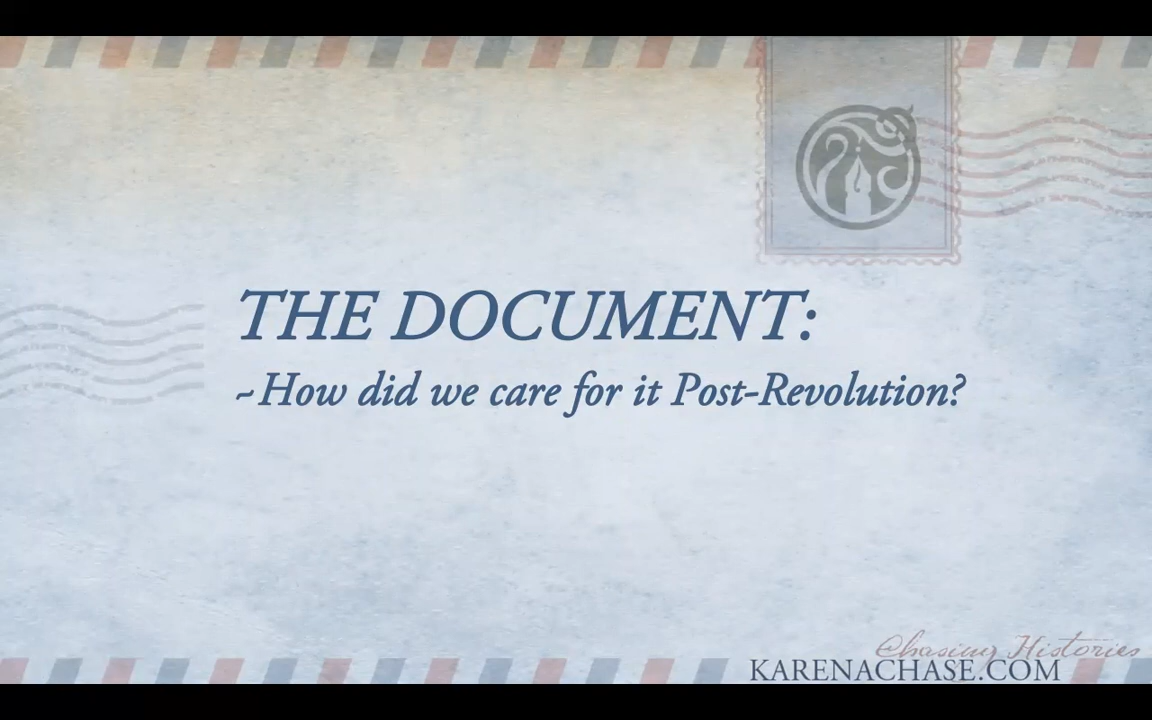 THE DOCUMENT:
~How did we care for it Post-Revolution?
Chasing Histories
KARENACHASE.COM